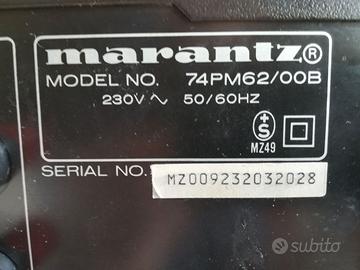 marantz®
MODEL NO. 74PM62/00B
230V ~ 50/60HZ
S
MZ49
SERIAL NO. MZ009232032028
subito